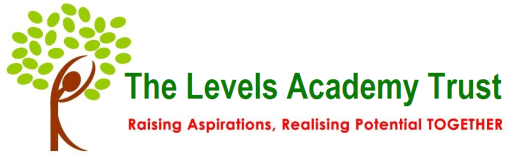 The Levels Academy Trust
Raising Aspirations, Realising Potential TOGETHER